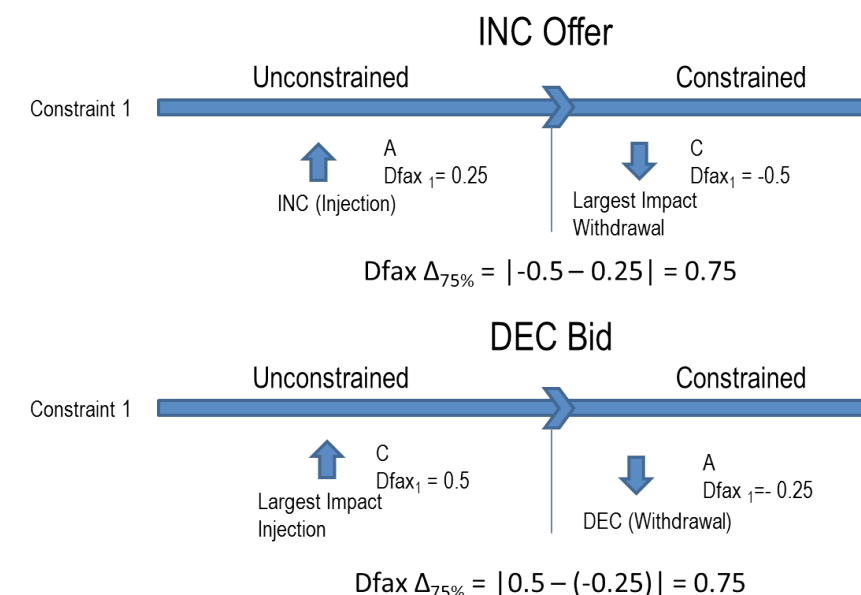 INC Offer
Unconstrained
Constrained
Constraint 1
A
Dfax ₁= 0.25
INC (Injection)
C
Dfax₁ = -0.5
Largest Impact
Withdrawal
Dfax Δ₇₅% = |-0.5 – 0.25| = 0.75
DEC Bid
Unconstrained
Constrained
Constraint 1
C
Dfax₁ = 0.5
Largest Impact
Injection
A
Dfax ₁=- 0.25
DEC (Withdrawal)
Dfax Δ₇₅% = |0.5 – (-0.25)| = 0.75